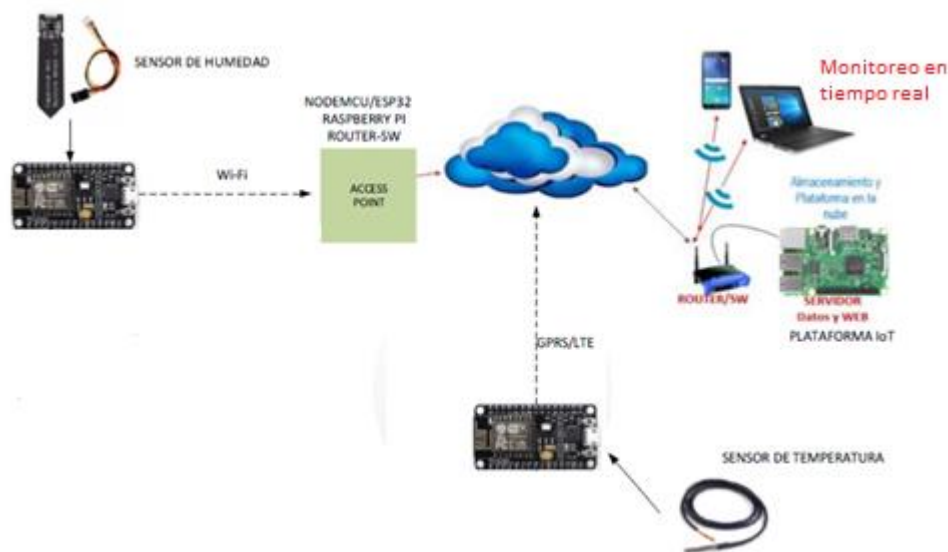 SENSOR DE HUMEDAD
NODEMCU/ESP32
RASPBERRY PI
ROUTER-SW
Wi-Fi
ACCESS
POINT
Monitoreo en
tiempo real
Almacenamiento y
Plataforma en la
nube
ROUTER/SW
SERVIDOR
Datos y WEB
PLATAFORMA IoT
GPRS/LTE
SENSOR DE TEMPERATURA